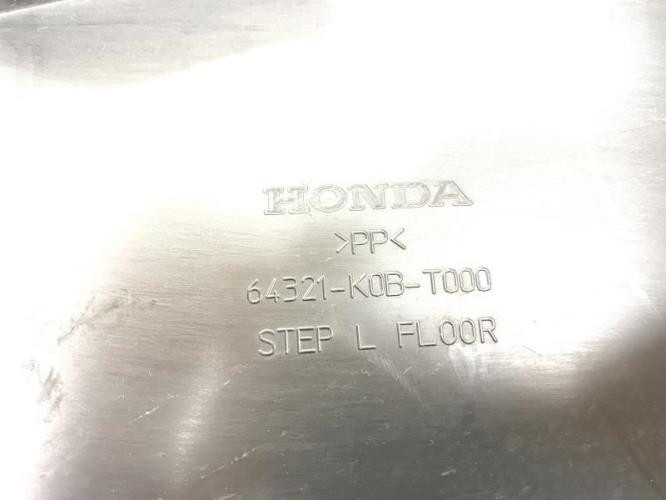 HONDA
>PP<
64321-K0B-T000
STEP L FLOOR